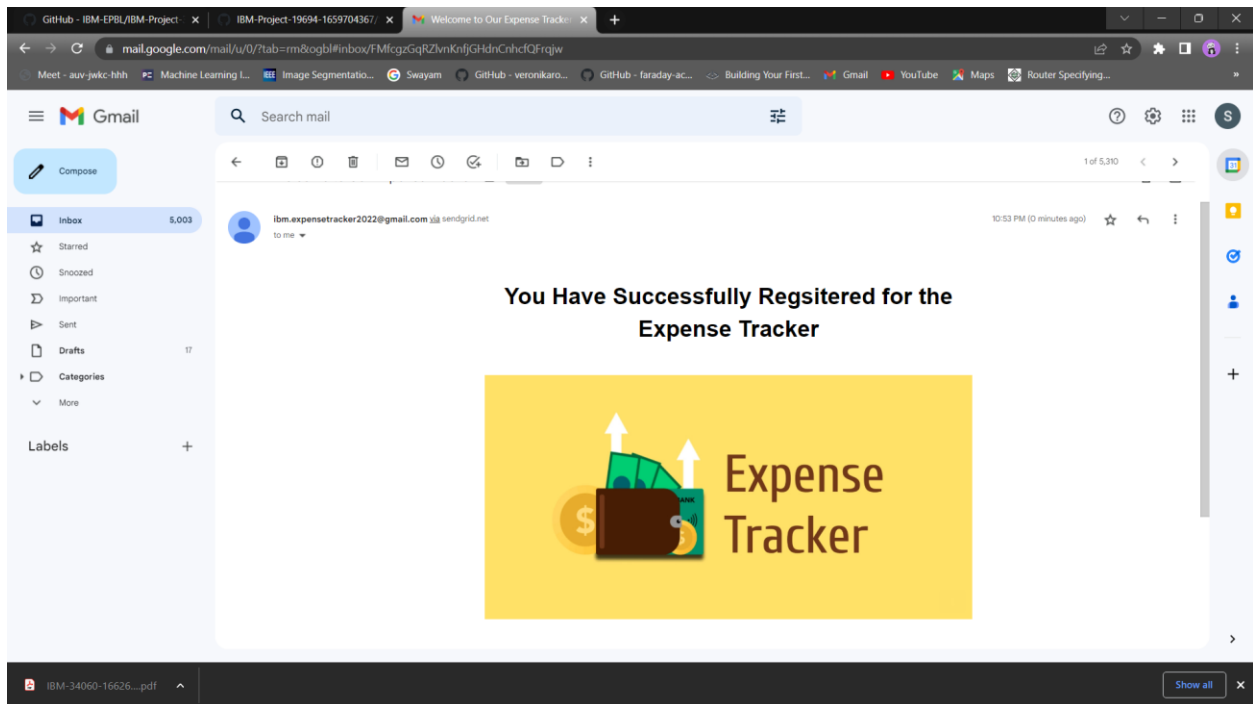 GitHub - IBM-EPBL/IBM-Project-
IBM-Project-19694-1659704367/
Welcome to Our Expense Tracker
mail.google.com/mail/u/0/?tab=rm&ogbl#inbox/FMfcgzGqRZlvnKnfjGHdnCnhcfQFrqjw
Meet - auv-jwkc-hhh
Machine Learning I...
Image Segmentatio...
Swayam
GitHub - veronikaro...
GitHub - faraday-ac...
Building Your First...
Gmail
YouTube
Maps
Router Specifying...
»
Gmail
Search mail
S
Compose
1 of 5,310
31
Inbox 5,003
Starred
Snoozed
Important
Sent
Drafts 17
Categories
More
Labels
ibm.expensetracker2022@gmail.com via sendgrid.net
10:53 PM (0 minutes ago)
to me
You Have Successfully Regsitered for the
Expense Tracker
BANK
$
Expense
Tracker
IBM-34060-16626....pdf
Show all